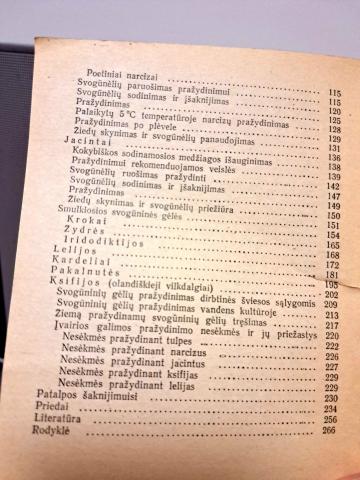 Poetiniai narcizai . . . 115
Svogūnėlių paruošimas pražydinimui . . . 115
Svogūnėlių sodinimas ir įšaknijimas . . . 120
Pražydinimas . . . 125
Palaikytų 5 °C temperatūroje narcizų pražydinimas . . . 128
Pražydinimas po plėvele . . . 129
Žiedų skynimas ir svogūnėlių panaudojimas . . . 131
Jacintai . . . 136
Kokybiškos sodinamosios medžiagos išauginimas . . . 138
Pražydinimui rekomenduojamos veislės . . . 139
Svogūnėlių ruošimas pražydinti . . . 142
Svogūnėlių sodinimas ir įšaknijimas . . . 147
Pražydinimas . . . 149
Žiedų skynimas ir svogūnėlių priežiūra . . . 150
Smulkiosios svogūninės gėlės . . . 151
Krokai . . . 154
Žydrės . . . 165
Iridodiktijos . . . 168
Lelijos . . . 172
Kardeliai . . . 181
Pakalnutės . . . 195
Ksifijos (olandiškieji vilkdalgiai) . . . 202
Svogūninių gėlių pražydinimas dirbtinės šviesos sąlygomis 209
Svogūninių gėlių pražydinimas vandens kultūroje . . . 213
Žiemą pražydinamų svogūninių gėlių tręšimas . . . 217
Įvairios galimos pražydinimo nesėkmės ir jų priežastys 220
Nesėkmės pražydinant tulpes . . . 222
Nesėkmės pražydinant narcizus . . . 226
Nesėkmės pražydinant jacintus . . . 227
Nesėkmės pražydinant ksifijas . . . 229
Nesėkmės pražydinant lelijas . . . 229
Patalpos šaknijimuisi . . . 230
Priedai . . . 234
Literatūra . . . 256
Rodyklė . . . 266